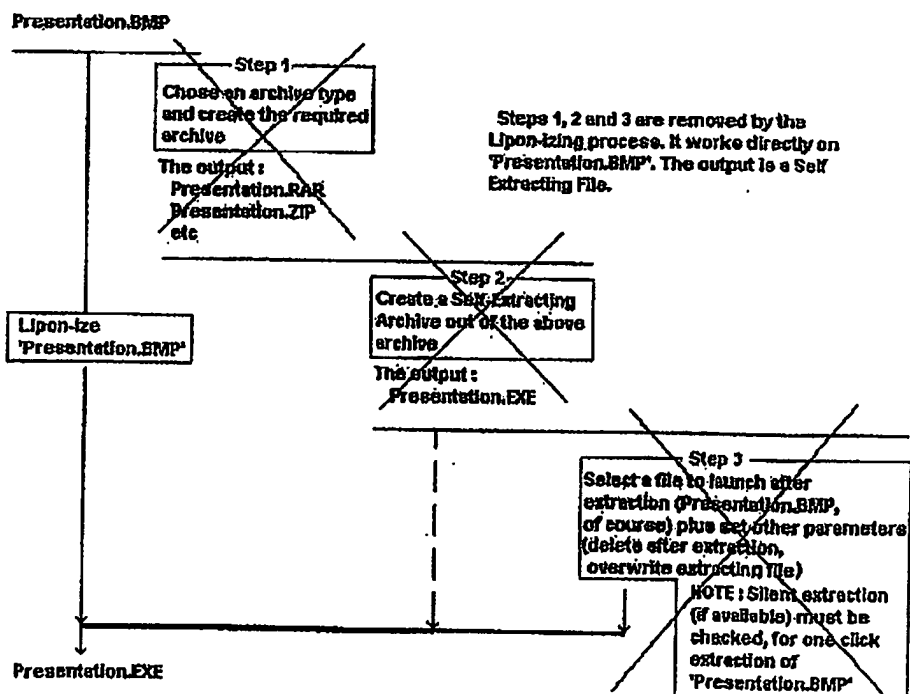 Presentation.BMP
Step 1
Chose an archive type
and create the required
archive
The output :
Presentation.RAR
Presentation.ZIP
etc
Steps 1, 2 and 3 are removed by the
Lipon-izing process. It works directly on
'Presentation.BMP'. The output is a Self
Extracting File.
Step 2
Create a Self-Extracting
Archive out of the above
archive
The output :
Presentation.EXE
Lipon-ize
'Presentation.BMP'
Step 3
Select a file to launch after
extraction (Presentation.BMP,
of course) plus set other parameters
(delete after extraction,
overwrite extracting file)
NOTE : Silent extraction
(if available) must be
checked, for one click
extraction of
'Presentation.BMP'
Presentation.EXE